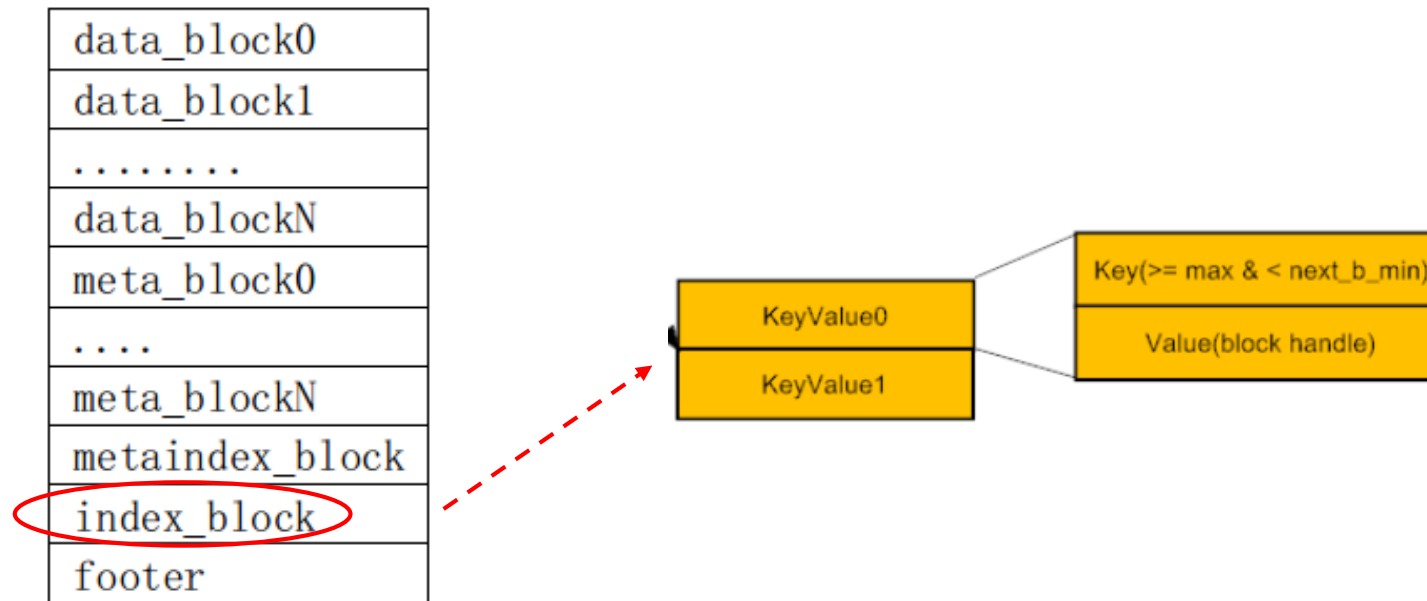 data_block0
data_block1
........
data_blockN
meta_block0
....
meta_blockN
metaindex_block
index_block
footer
KeyValue0
KeyValue1
Key(>= max & < next_b_min)
Value(block handle)